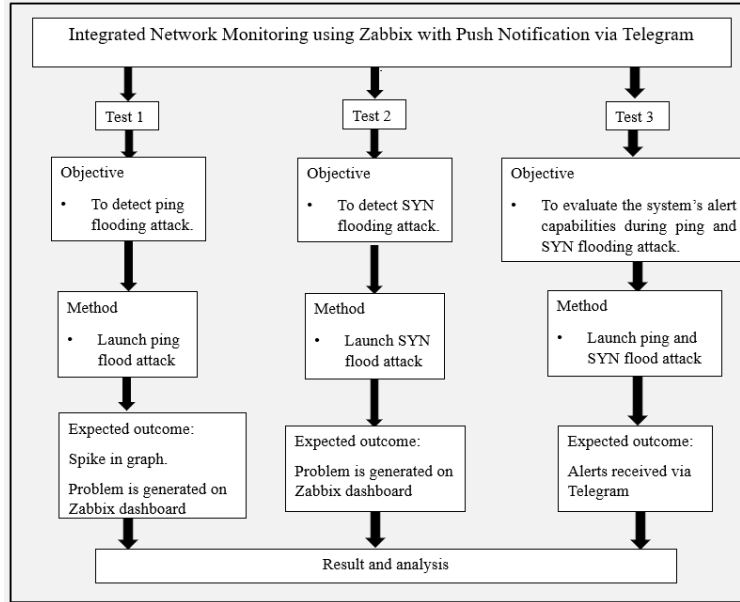 Integrated Network Monitoring using Zabbix with Push Notification via Telegram
Test 1
Test 2
Test 3
Objective
• To detect ping
flooding attack.
Objective
• To detect SYN
flooding attack.
Objective
• To evaluate the system’s alert
capabilities during ping and
SYN flooding attack.
Method
• Launch ping
flood attack
Method
• Launch SYN
flood attack
Method
• Launch ping and
SYN flood attack
Expected outcome:
Spike in graph.
Problem is generated on
Zabbix dashboard
Expected outcome:
Problem is generated on
Zabbix dashboard
Expected outcome:
Alerts received via
Telegram
Result and analysis